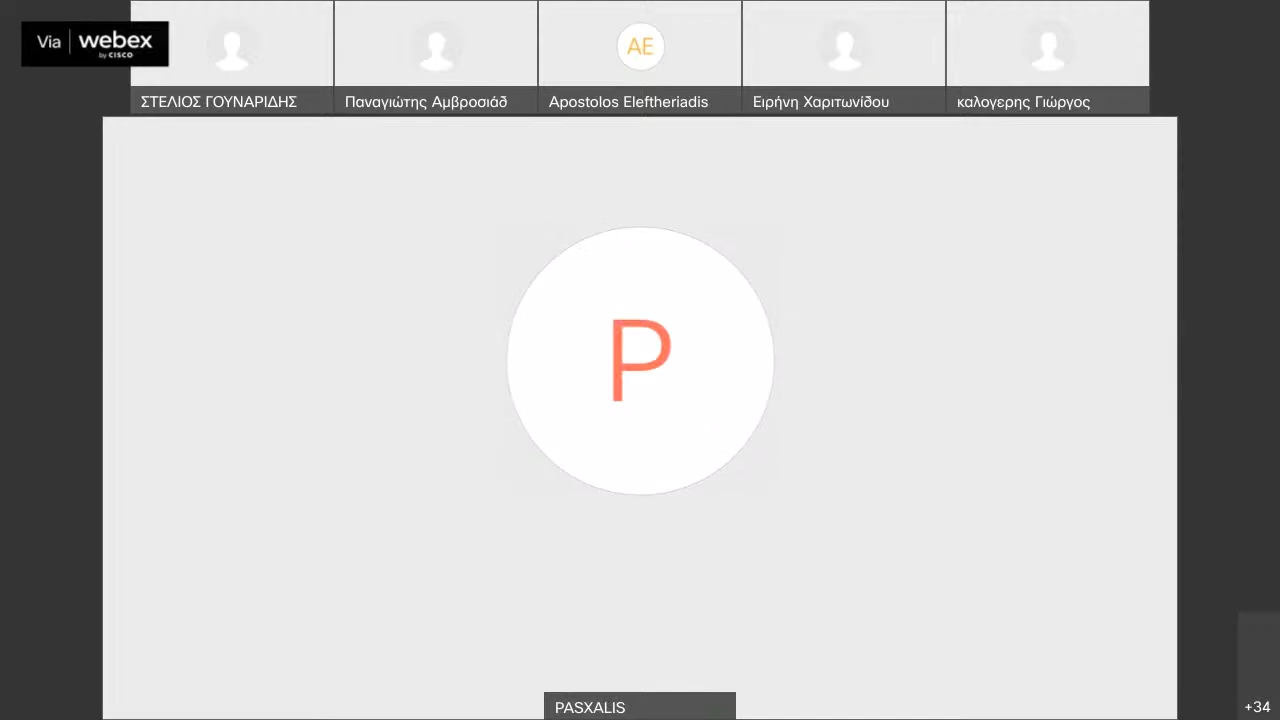 Via webex
by CISCO
ΣΤΕΛΙΟΣ ΓΟΥΝΑΡΙΔΗΣ
Παναγιώτης Αμβροσιάδ
AE
Apostolos Eleftheriadis
Ειρήνη Χαριτωνίδου
καλογερης Γιώργος
P
PASXALIS
+34